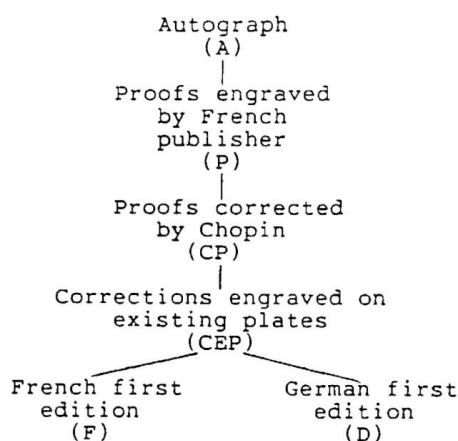 Autograph
(A)
Proofs engraved
by French
publisher
(P)
Proofs corrected
by Chopin
(CP)
Corrections engraved on
existing plates
(CEP)
French first
edition
(F)
German first
edition
(D)